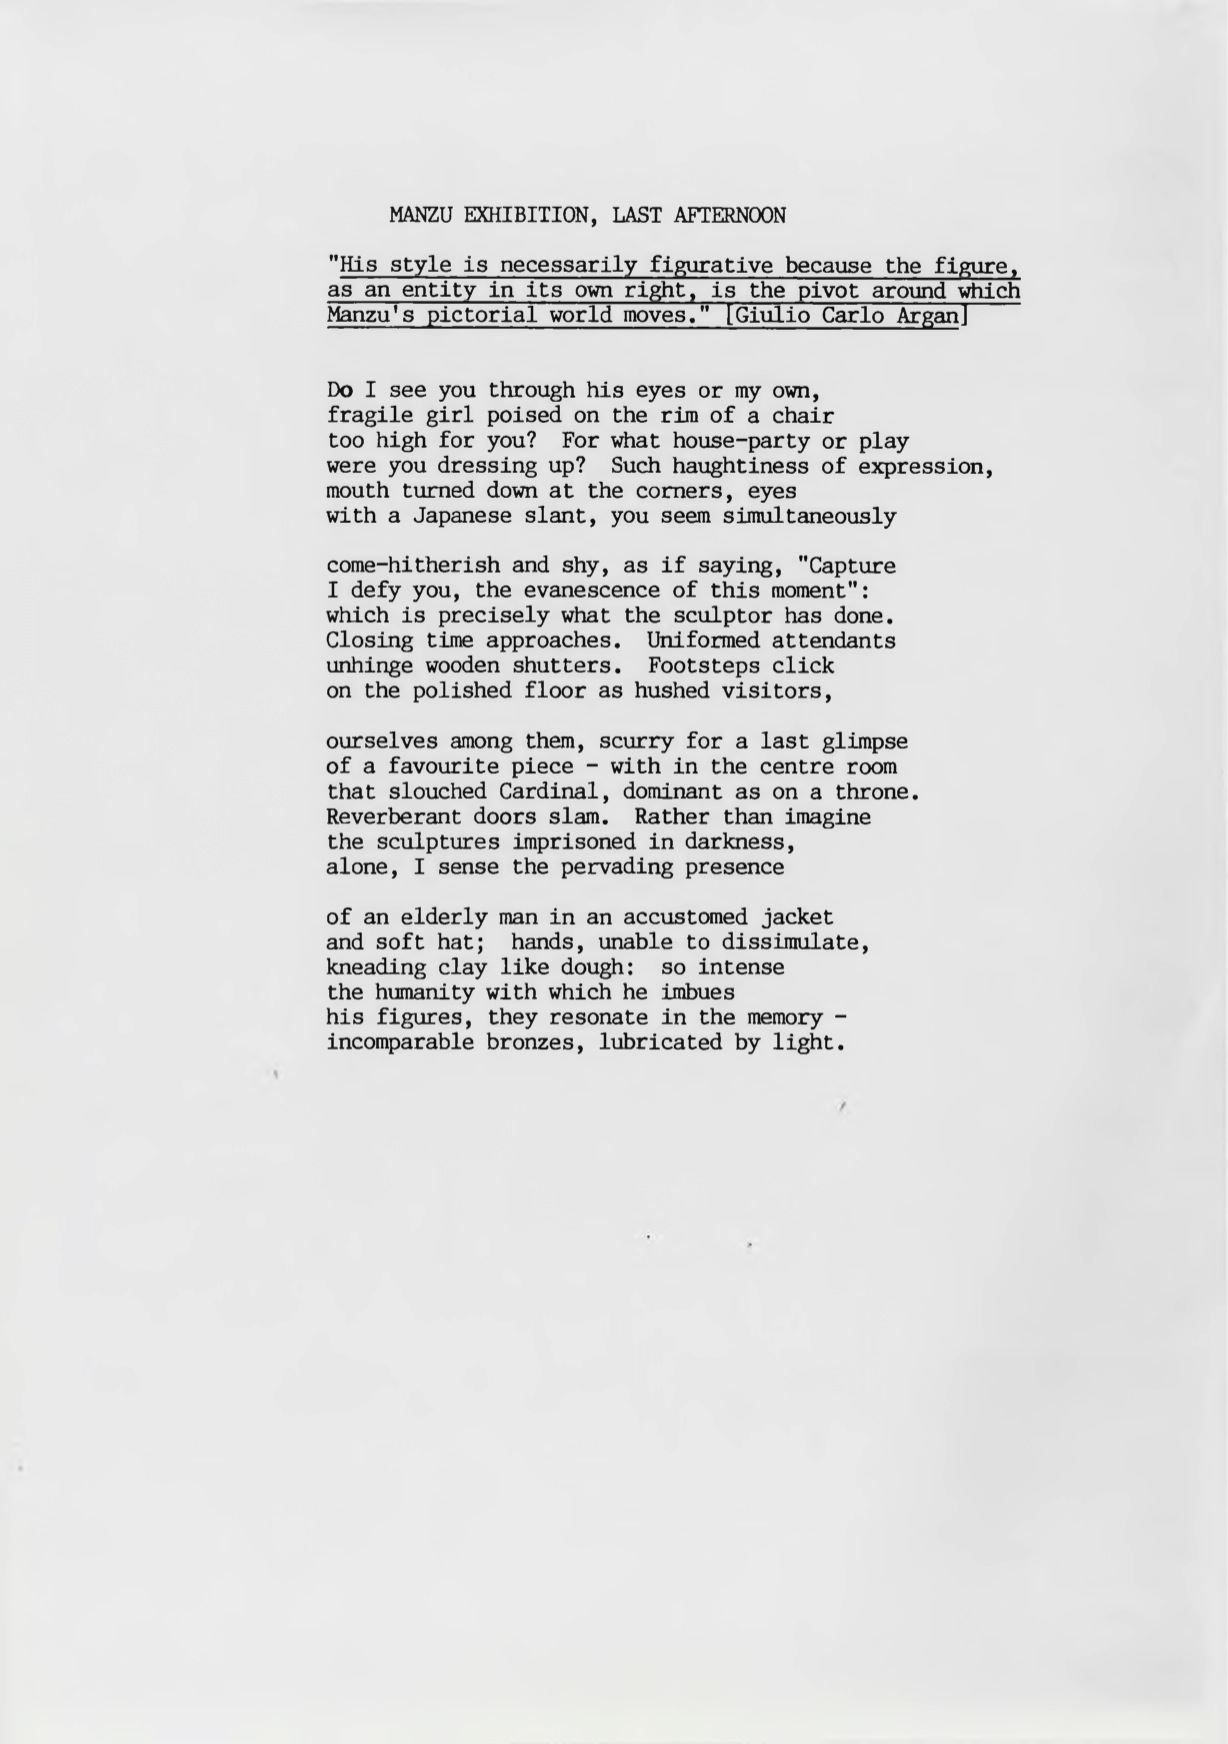 MANZU EXHIBITION, LAST AFTERNOON
"His style is necessarily figurative because the figure,
as an entity in its own right, is the pivot around which
Manzu's pictorial world moves." [Giulio Carlo Argan]
Do I see you through his eyes or my own,
fragile girl poised on the rim of a chair
too high for you?  For what house-party or play
were you dressing up?  Such haughtiness of expression,
mouth turned down at the corners, eyes
with a Japanese slant, you seem simultaneously
come-hitherish and shy, as if saying, "Capture
I defy you, the evanescence of this moment":
which is precisely what the sculptor has done.
Closing time approaches.  Uniformed attendants
unhinge wooden shutters.  Footsteps click
on the polished floor as hushed visitors,
ourselves among them, scurry for a last glimpse
of a favourite piece - with in the centre room
that slouched Cardinal, dominant as on a throne.
Reverberant doors slam.  Rather than imagine
the sculptures imprisoned in darkness,
alone, I sense the pervading presence
of an elderly man in an accustomed jacket
and soft hat;  hands, unable to dissimulate,
kneading clay like dough:  so intense
the humanity with which he imbues
his figures, they resonate in the memory -
incomparable bronzes, lubricated by light.